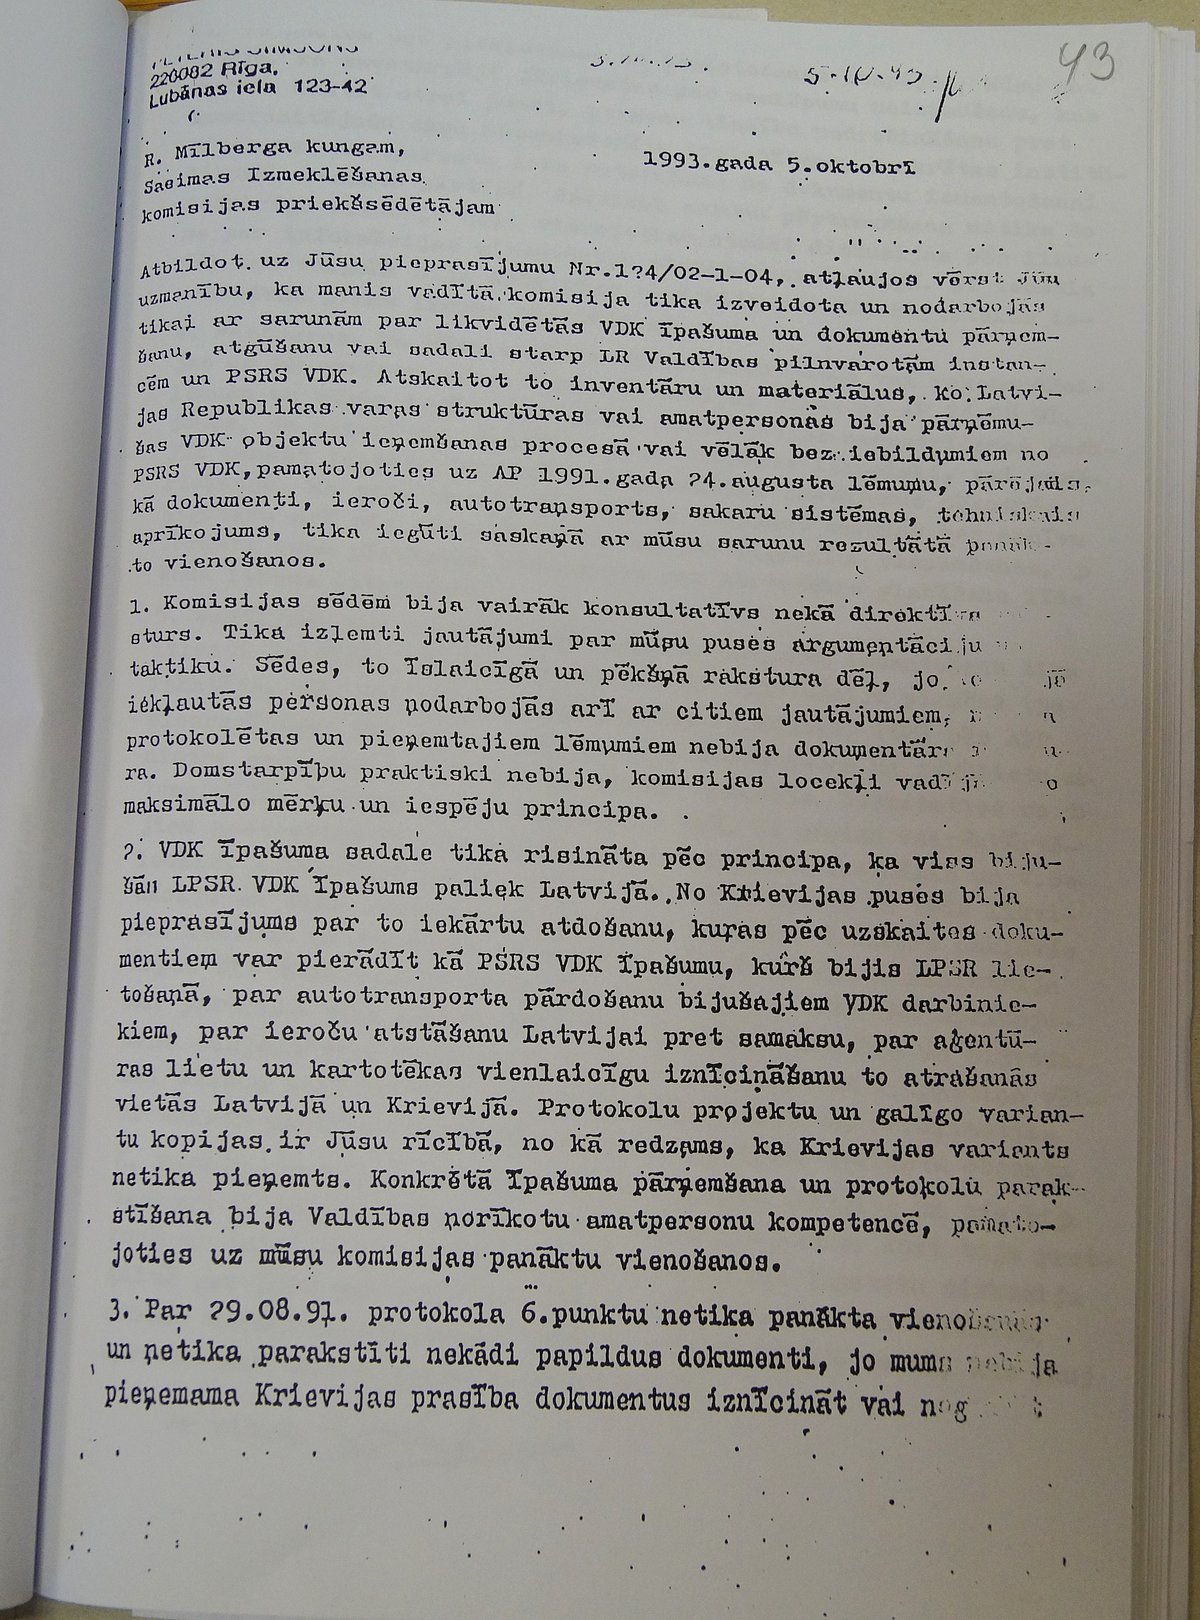 PETERIS SIMSONS
220082 Rīga,
Lubānas iela 123-42
5.10.93.
43
R. Milberga kungam,
Saeimas Izmeklēšanas
komisijas priekšsēdētājam
1993.gada 5.oktobrī
Atbildot uz Jūsu pieprasījumu Nr.124/02-1-04, atļaujos vērst Jūsu
uzmanību, ka manis vadītā komisija tika izveidota un nodarbojās
tikai ar sarunām par likvidētās VDK īpašuma un dokumentu pārņem-
šanu, atgūšanu vai sadali starp LR Valdības pilnvarotām instan-
cēm un PSRS VDK. Atskaitot to inventāru un materiālus, ko Latvi-
jas Republikas varas struktūras vai amatpersonas bija pārņēmu-
šas VDK objektu ieņemšanas procesā vai vēlāk bez iebildumiem no
PSRS VDK, pamatojoties uz AP 1991.gada 24.augusta lēmumu, pārējais,
kā dokumenti, ieroči, autotransports, sakaru sistēmas, tehniskais
aprīkojums, tika iegūti saskaņā ar mūsu sarunu rezultātā panāk-
to vienošanos.
1. Komisijas sēdēm bija vairāk konsultatīvs nekā direktīvs
sturs. Tika izlemti jautājumi par mūsu puses argumentāciju
taktiku. Sēdes, to īslaicīgā un pēkšņā rakstura dēļ, jo
iekļautās personas nodarbojās arī ar citiem jautājumiem,
protokolētas un pieņemtajiem lēmumiem nebija dokumentāra
ra. Domstarpību praktiski nebija, komisijas locekļi
maksimālo mērķu un iespēju principa.
2. VDK īpašuma sadale tika risināta pēc principa, ka viss biju-
šās LPSR VDK īpašums paliek Latvijā. No Krievijas puses bija
pieprasījums par to iekārtu atdošanu, kuras pēc uzskaites doku-
mentiem var pierādīt kā PSRS VDK īpašumu, kurš bijis LPSR lie-
tošanā, par autotransporta pārdošanu bijušajiem VDK darbinie-
kiem, par ieroču atstāšanu Latvijai pret samaksu, par aģentū-
ras lietu un kartotēkas vienlaicīgu iznīcināšanu to atrašanās
vietās Latvijā un Krievijā. Protokolu projektu un galīgo varian-
tu kopijas ir Jūsu rīcībā, no kā redzams, ka Krievijas variants
netika pieņemts. Konkrētā īpašuma pārņemšana un protokolu parak-
stīšana bija Valdības norīkotu amatpersonu kompetencē, pamato-
joties uz mūsu komisijas panāktu vienošanos.
3. Par 29.08.91. protokola 6.punktu netika panākta vienošanās
un netika parakstīti nekādi papildus dokumenti, jo mums nebija
pieņemama Krievijas prasība dokumentus iznīcināt vai